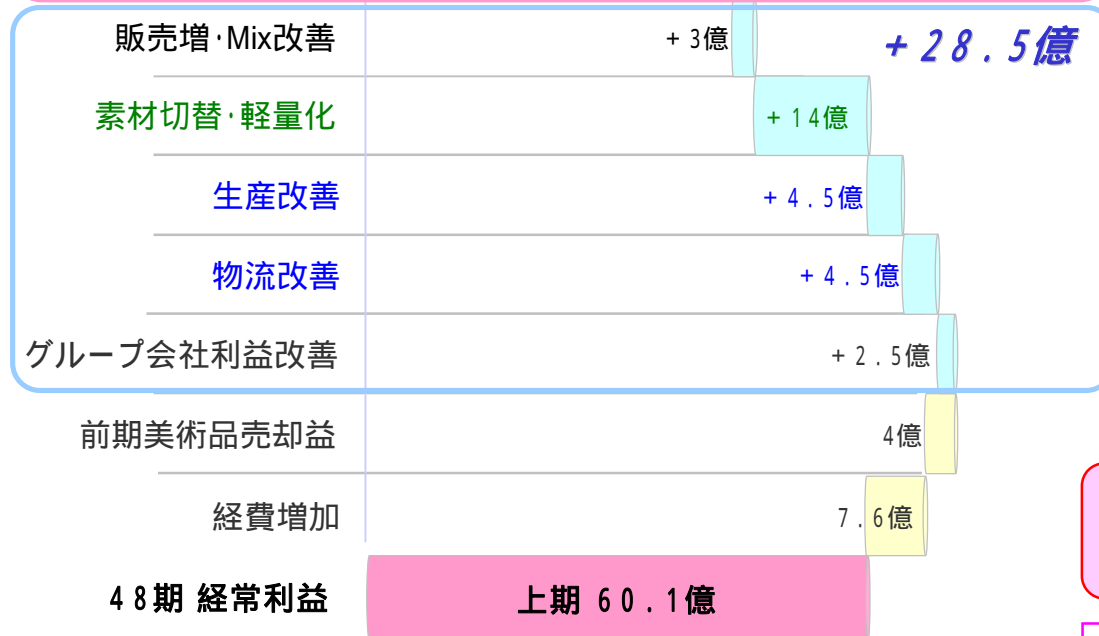 販売増･Mix改善 +3億 +28.5億
素材切替･軽量化 +14億
生産改善 +4.5億
物流改善 +4.5億
グループ会社利益改善 +2.5億
前期美術品売却益 4億
経費増加 7.6億
48期 経常利益 上期 60.1億